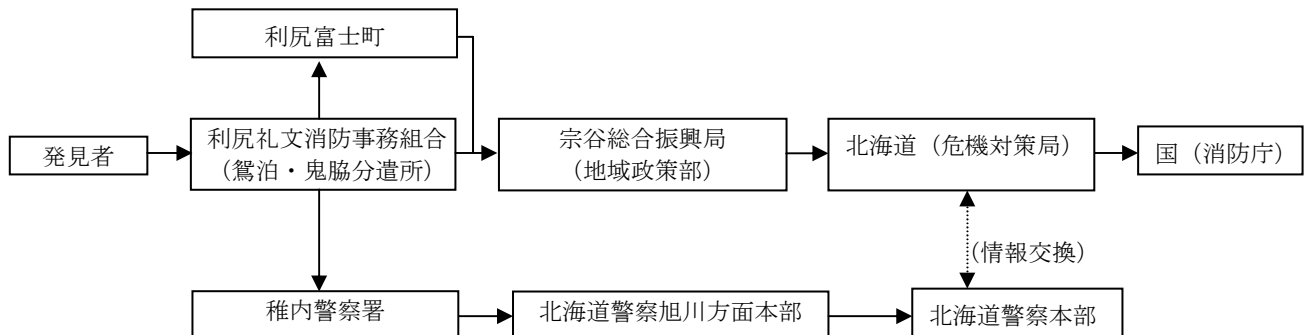 利尻富士町
発見者
利尻礼文消防事務組合
（鴛泊・鬼脇分遣所）
宗谷総合振興局
（地域政策部）
北海道（危機対策局）
国（消防庁）
（情報交換）
稚内警察署
北海道警察旭川方面本部
北海道警察本部